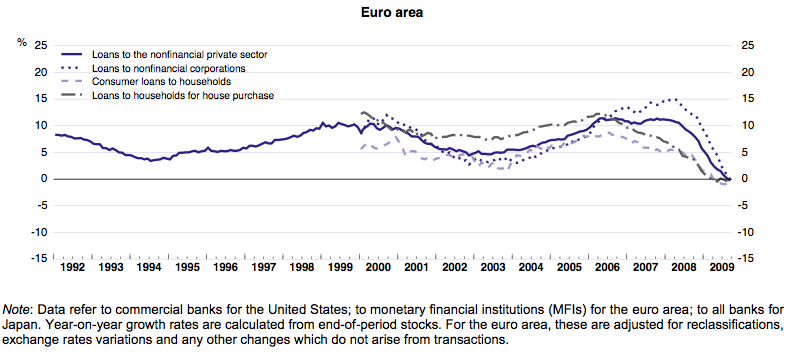 Euro area
% 25 25
Loans to the nonfinancial private sector
20 20
Loans to nonfinancial corporations
Consumer loans to households
15 15
Loans to households for house purchase
10 10
5 5
0 0
-5 -5
-10 -10
-15 -15
1992 1993 1994 1995 1996 1997 1998 1999 2000 2001 2002 2003 2004 2005 2006 2007 2008 2009
Note: Data refer to commercial banks for the United States; to monetary financial institutions (MFIs) for the euro area; to all banks for
Japan. Year-on-year growth rates are calculated from end-of-period stocks. For the euro area, these are adjusted for reclassifications,
exchange rates variations and any other changes which do not arise from transactions.